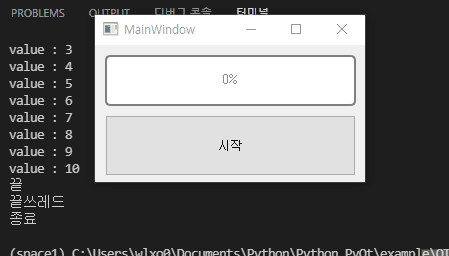 PROBLEMS OUTPUT 디버그 콘솔 터미널
MainWindow
value : 3
value : 4
value : 5
value : 6
value : 7
value : 8
value : 9
value : 10
0%
시작
끝
끝쓰레드
종료
(space1) C:\Users\wlxo0\Documents\Python\Python_PyQt\example\QT